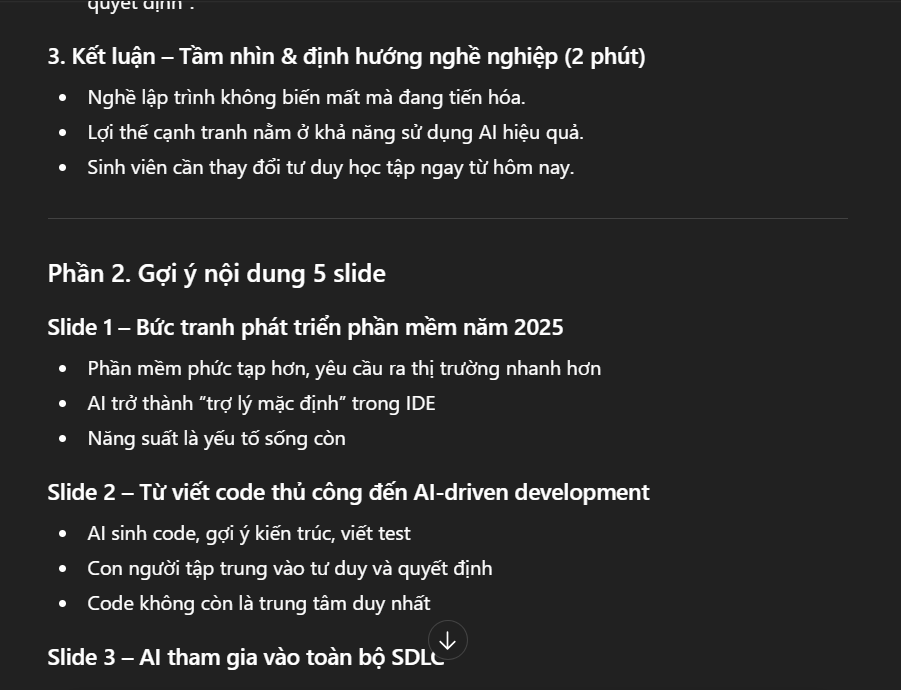 quyết định".
3. Kết luận – Tầm nhìn & định hướng nghề nghiệp (2 phút)
• Nghề lập trình không biến mất mà đang tiến hóa.
• Lợi thế cạnh tranh nằm ở khả năng sử dụng AI hiệu quả.
• Sinh viên cần thay đổi tư duy học tập ngay từ hôm nay.
Phần 2. Gợi ý nội dung 5 slide
Slide 1 – Bức tranh phát triển phần mềm năm 2025
• Phần mềm phức tạp hơn, yêu cầu ra thị trường nhanh hơn
• AI trở thành “trợ lý mặc định” trong IDE
• Năng suất là yếu tố sống còn
Slide 2 – Từ viết code thủ công đến AI-driven development
• AI sinh code, gợi ý kiến trúc, viết test
• Con người tập trung vào tư duy và quyết định
• Code không còn là trung tâm duy nhất
Slide 3 – AI tham gia vào toàn bộ SDLC